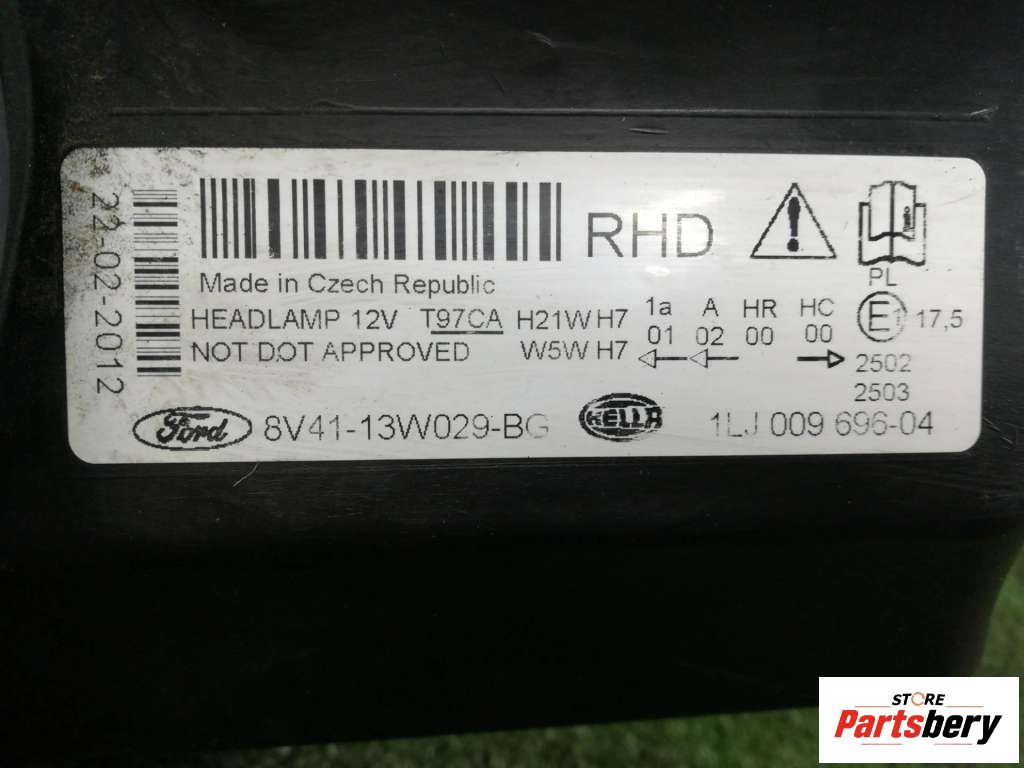 22-02-2012
RHD
Made in Czech Republic
PL
HEADLAMP 12V T97CA H21W H7 1a A HR HC
01 02 00 00 E1 17,5
NOT DOT APPROVED W5W H7
2502
2503
Ford 8V41-13W029-BG HELLA 1LJ 009 696-04
STORE
Partsbery